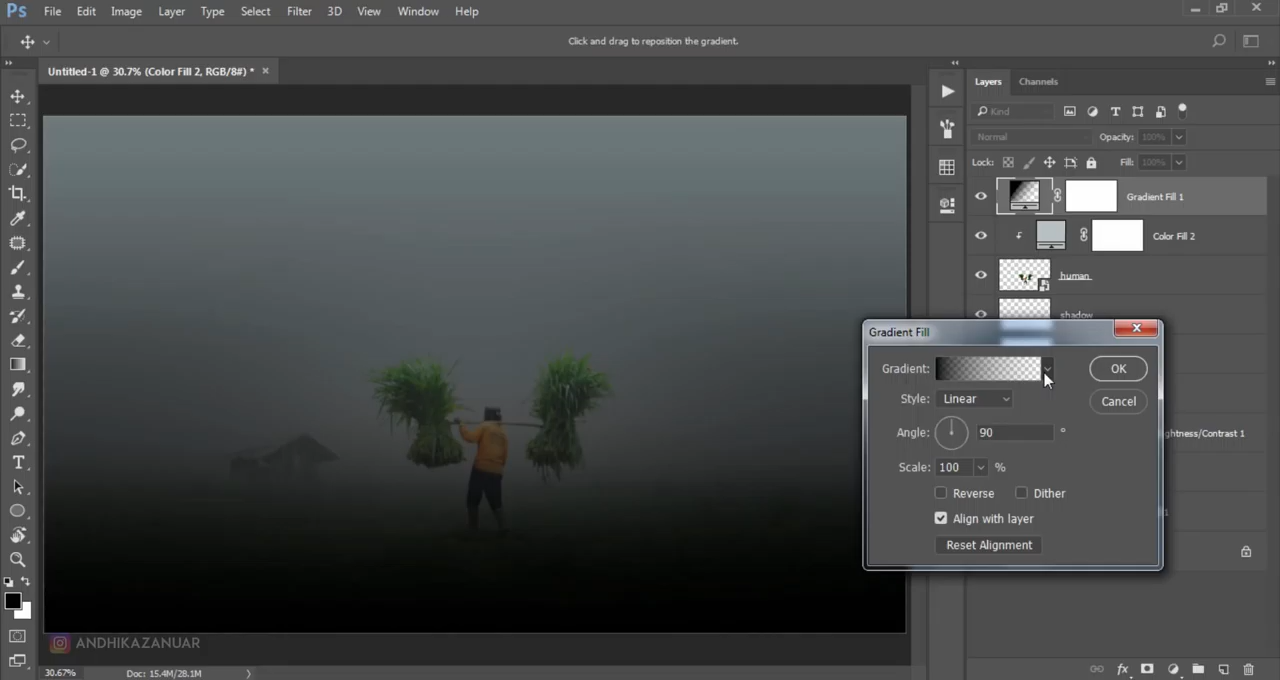 Ps File Edit Image Layer Type Select Filter 3D View Window Help
Click and drag to reposition the gradient.
Untitled-1 @ 30.7% (Color Fill 2, RGB/8#) * ×
Layers Channels
Kind
Normal Opacity: 100%
Lock: Fill: 100%
Gradient Fill 1
Color Fill 2
human
shadow
Gradient Fill
Gradient: OK
Style: Linear Cancel
Angle: 90 °
ghtness/Contrast 1
Scale: 100 %
Reverse Dither
1
Align with layer
Reset Alignment
ANDHIKAZANUAR
30.67% Doc: 15.4M/28.1M
fx